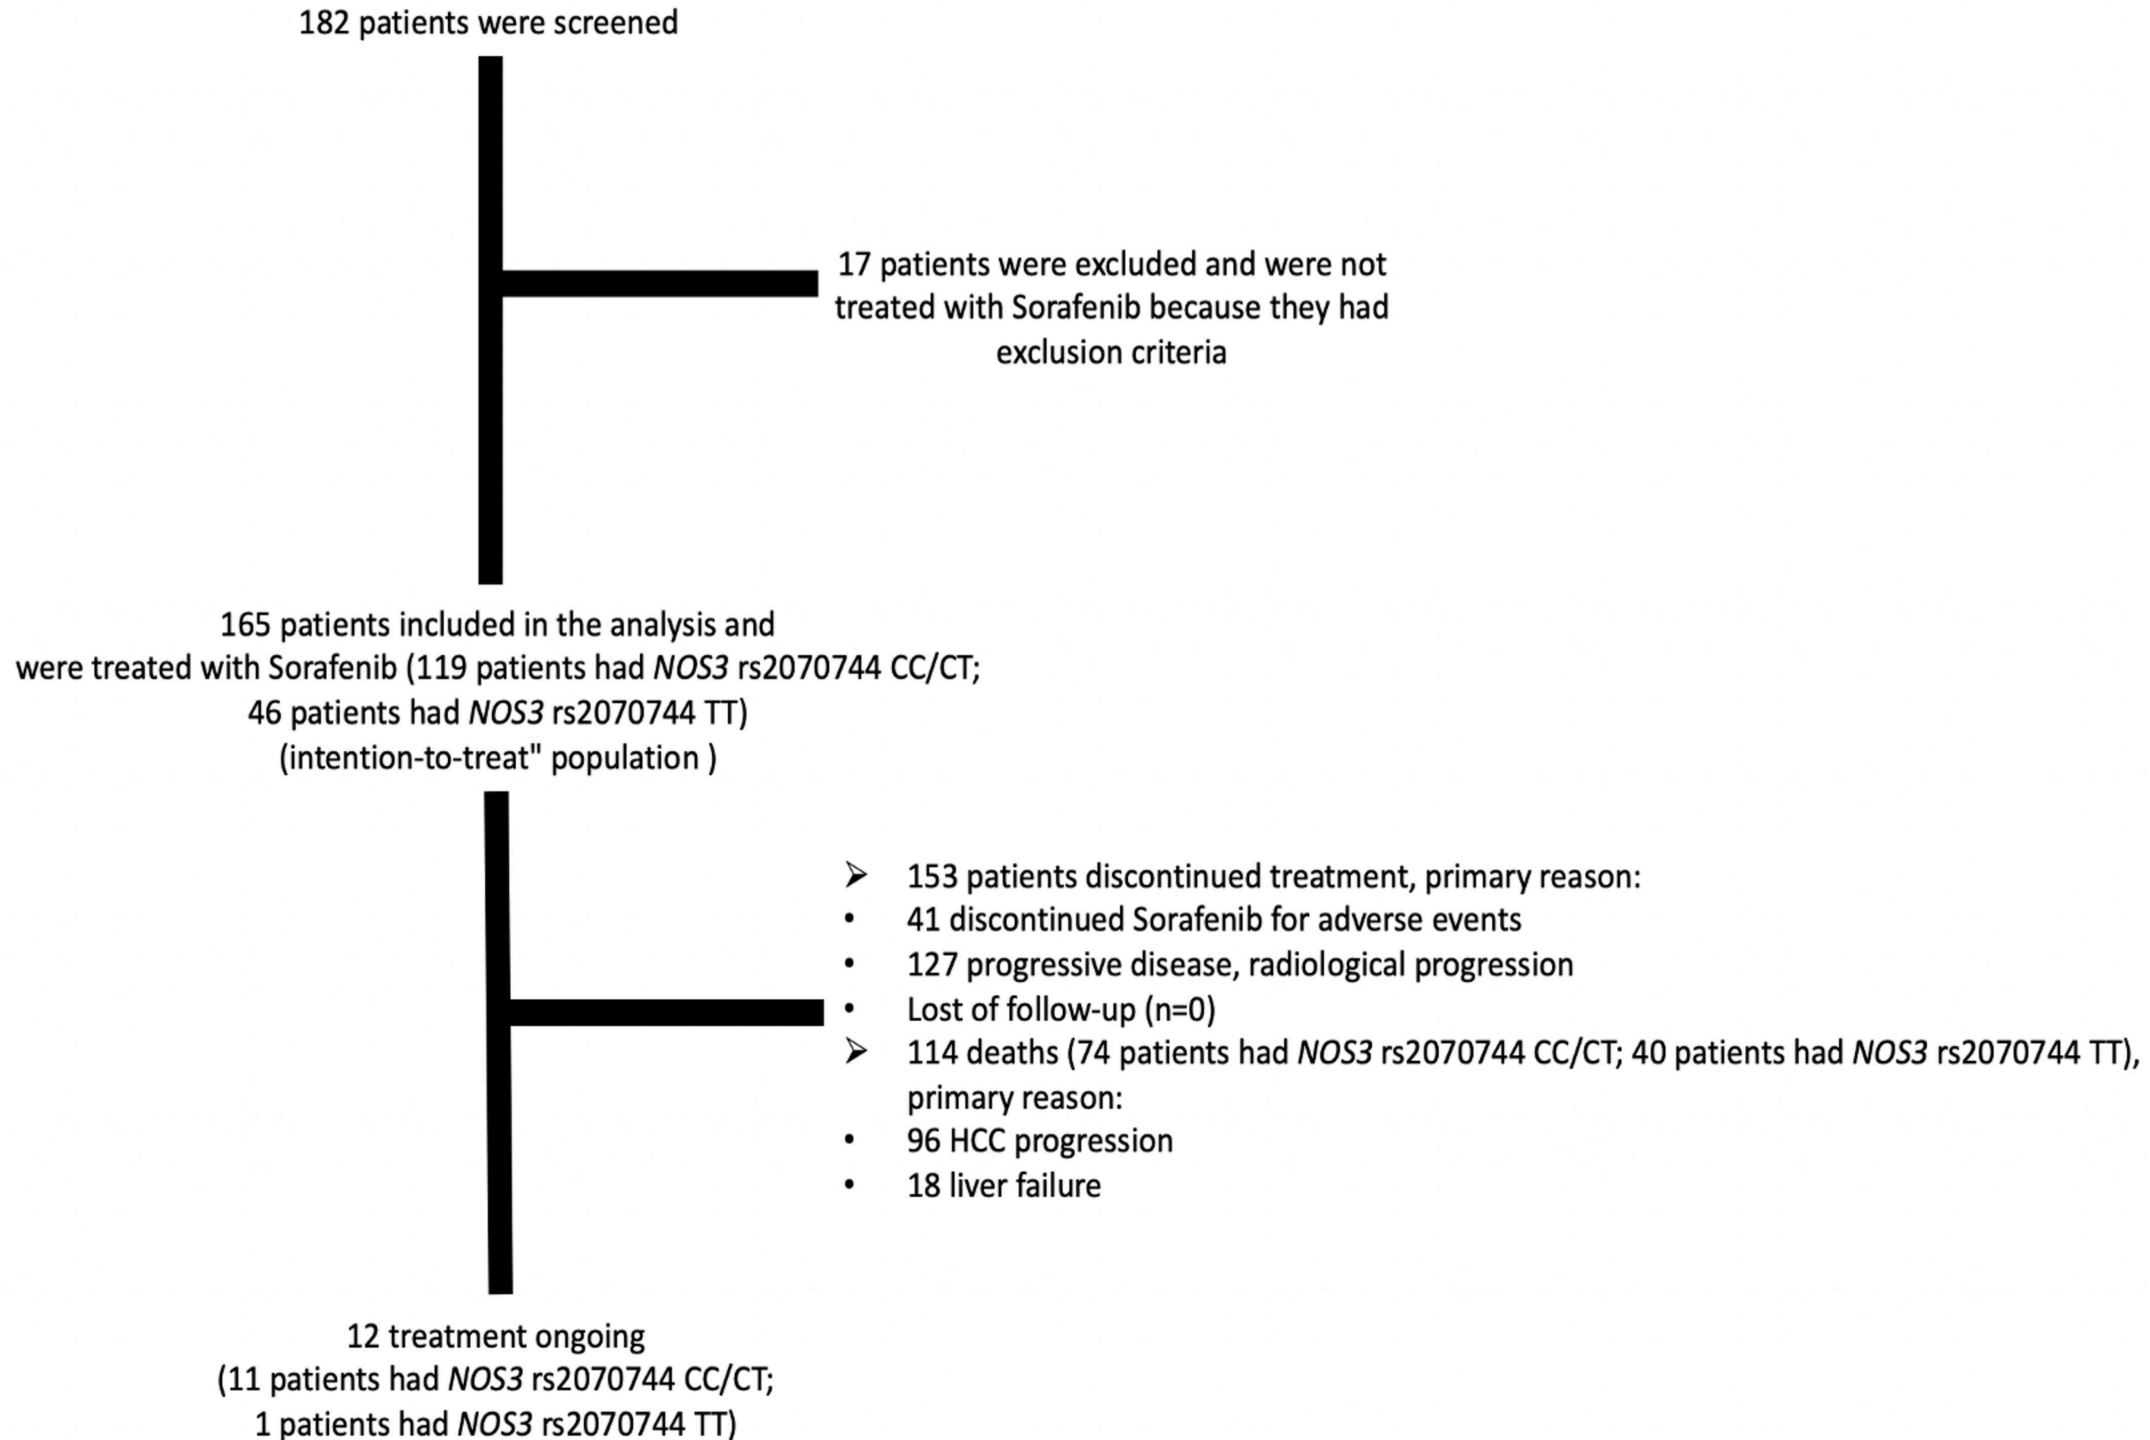 182 patients were screened
17 patients were excluded and were not
treated with Sorafenib because they had
exclusion criteria
165 patients included in the analysis and
were treated with Sorafenib (119 patients had NOS3 rs2070744 CC/CT;
46 patients had NOS3 rs2070744 TT)
(intention-to-treat" population )
➢ 153 patients discontinued treatment, primary reason:
• 41 discontinued Sorafenib for adverse events
• 127 progressive disease, radiological progression
• Lost of follow-up (n=0)
➢ 114 deaths (74 patients had NOS3 rs2070744 CC/CT; 40 patients had NOS3 rs2070744 TT),
primary reason:
• 96 HCC progression
• 18 liver failure
12 treatment ongoing
(11 patients had NOS3 rs2070744 CC/CT;
1 patients had NOS3 rs2070744 TT)